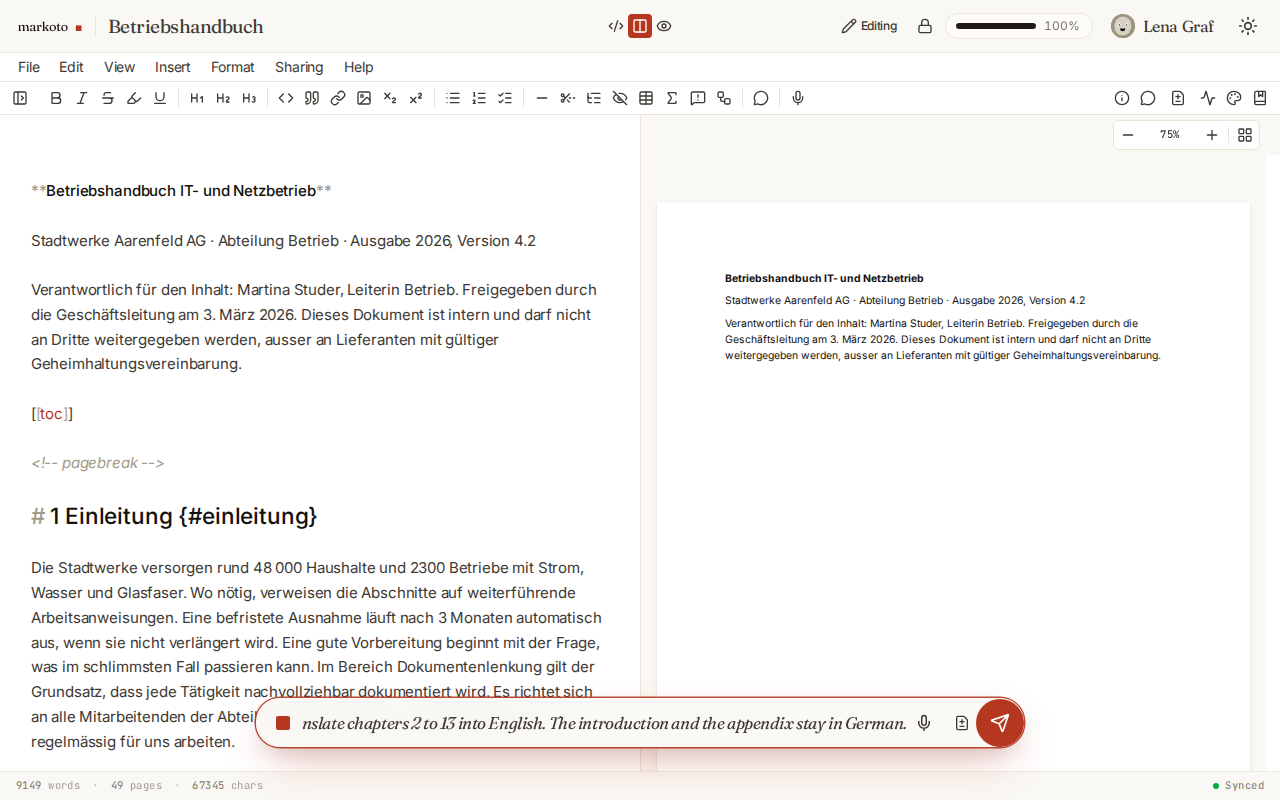 markoto
Betriebshandbuch
Editing
100%
Lena Graf
File Edit View Insert Format Sharing Help
H1 H2 H3
75%
**Betriebshandbuch IT- und Netzbetrieb**
Stadtwerke Aarenfeld AG · Abteilung Betrieb · Ausgabe 2026, Version 4.2
Verantwortlich für den Inhalt: Martina Studer, Leiterin Betrieb. Freigegeben durch
die Geschäftsleitung am 3. März 2026. Dieses Dokument ist intern und darf nicht
an Dritte weitergegeben werden, ausser an Lieferanten mit gültiger
Geheimhaltungsvereinbarung.
[[toc]]
<!-- pagebreak -->
# 1 Einleitung {#einleitung}
Die Stadtwerke versorgen rund 48 000 Haushalte und 2300 Betriebe mit Strom,
Wasser und Glasfaser. Wo nötig, verweisen die Abschnitte auf weiterführende
Arbeitsanweisungen. Eine befristete Ausnahme läuft nach 3 Monaten automatisch
aus, wenn sie nicht verlängert wird. Eine gute Vorbereitung beginnt mit der Frage,
was im schlimmsten Fall passieren kann. Im Bereich Dokumentenlenkung gilt der
Grundsatz, dass jede Tätigkeit nachvollziehbar dokumentiert wird. Es richtet sich
an alle Mitarbeitenden der Abtei
regelmässig für uns arbeiten.
Betriebshandbuch IT- und Netzbetrieb
Stadtwerke Aarenfeld AG · Abteilung Betrieb · Ausgabe 2026, Version 4.2
Verantwortlich für den Inhalt: Martina Studer, Leiterin Betrieb. Freigegeben durch die
Geschäftsleitung am 3. März 2026. Dieses Dokument ist intern und darf nicht an Dritte
weitergegeben werden, ausser an Lieferanten mit gültiger Geheimhaltungsvereinbarung.
nslate chapters 2 to 13 into English. The introduction and the appendix stay in German.
9149 words · 49 pages · 67345 chars
Synced